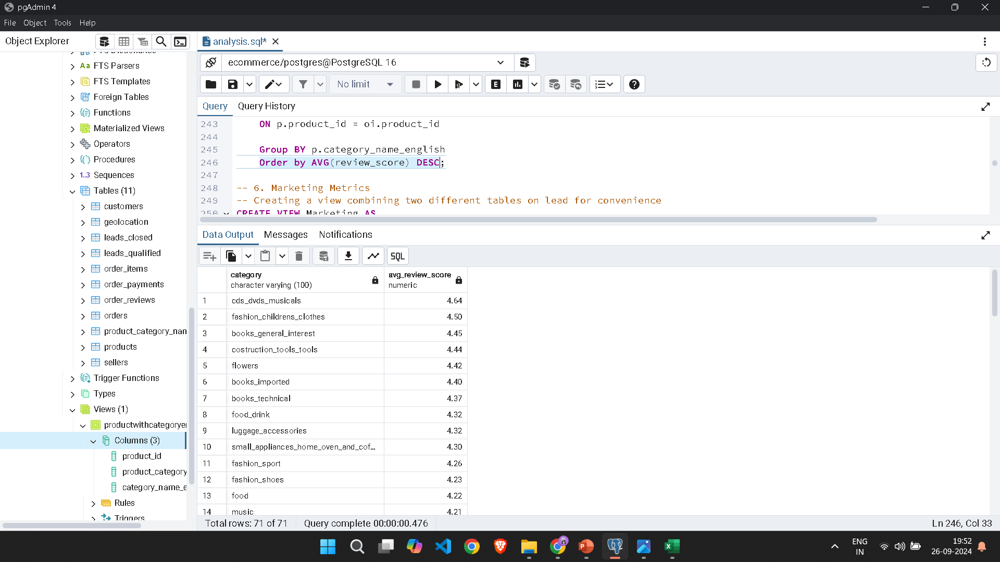 pgAdmin 4
File Object Tools Help
Object Explorer
analysis.sql*
FTS Parsers
FTS Templates
Foreign Tables
Functions
Materialized Views
Operators
Procedures
1..3 Sequences
Tables (11)
customers
geolocation
leads_closed
leads_qualified
order_items
order_payments
order_reviews
orders
product_category_nan
products
sellers
Trigger Functions
Types
Views (1)
productwithcategorye
Columns (3)
product_id
product_category
category_name_e
Rules
Triggers
ecommerce/postgres@PostgreSQL 16
No limit
Query Query History
243 ON p.product_id = oi.product_id
244
245 Group BY p.category_name_english
246 Order by AVG(review_score) DESC;
247
248 -- 6. Marketing Metrics
249 -- Creating a view combining two different tables on lead for convenience
250 CREATE VIEW Marketing AS
Data Output Messages Notifications
SQL
category avg_review_score
character varying (100) numeric
1 cds_dvds_musicals 4.64
2 fashion_childrens_clothes 4.50
3 books_general_interest 4.45
4 costruction_tools_tools 4.44
5 flowers 4.42
6 books_imported 4.40
7 books_technical 4.37
8 food_drink 4.32
9 luggage_accessories 4.32
10 small_appliances_home_oven_and_cof... 4.30
11 fashion_sport 4.26
12 fashion_shoes 4.23
13 food 4.22
14 music 4.21
Total rows: 71 of 71 Query complete 00:00:00.476 Ln 246, Col 33
ENG
IN
19:52
26-09-2024